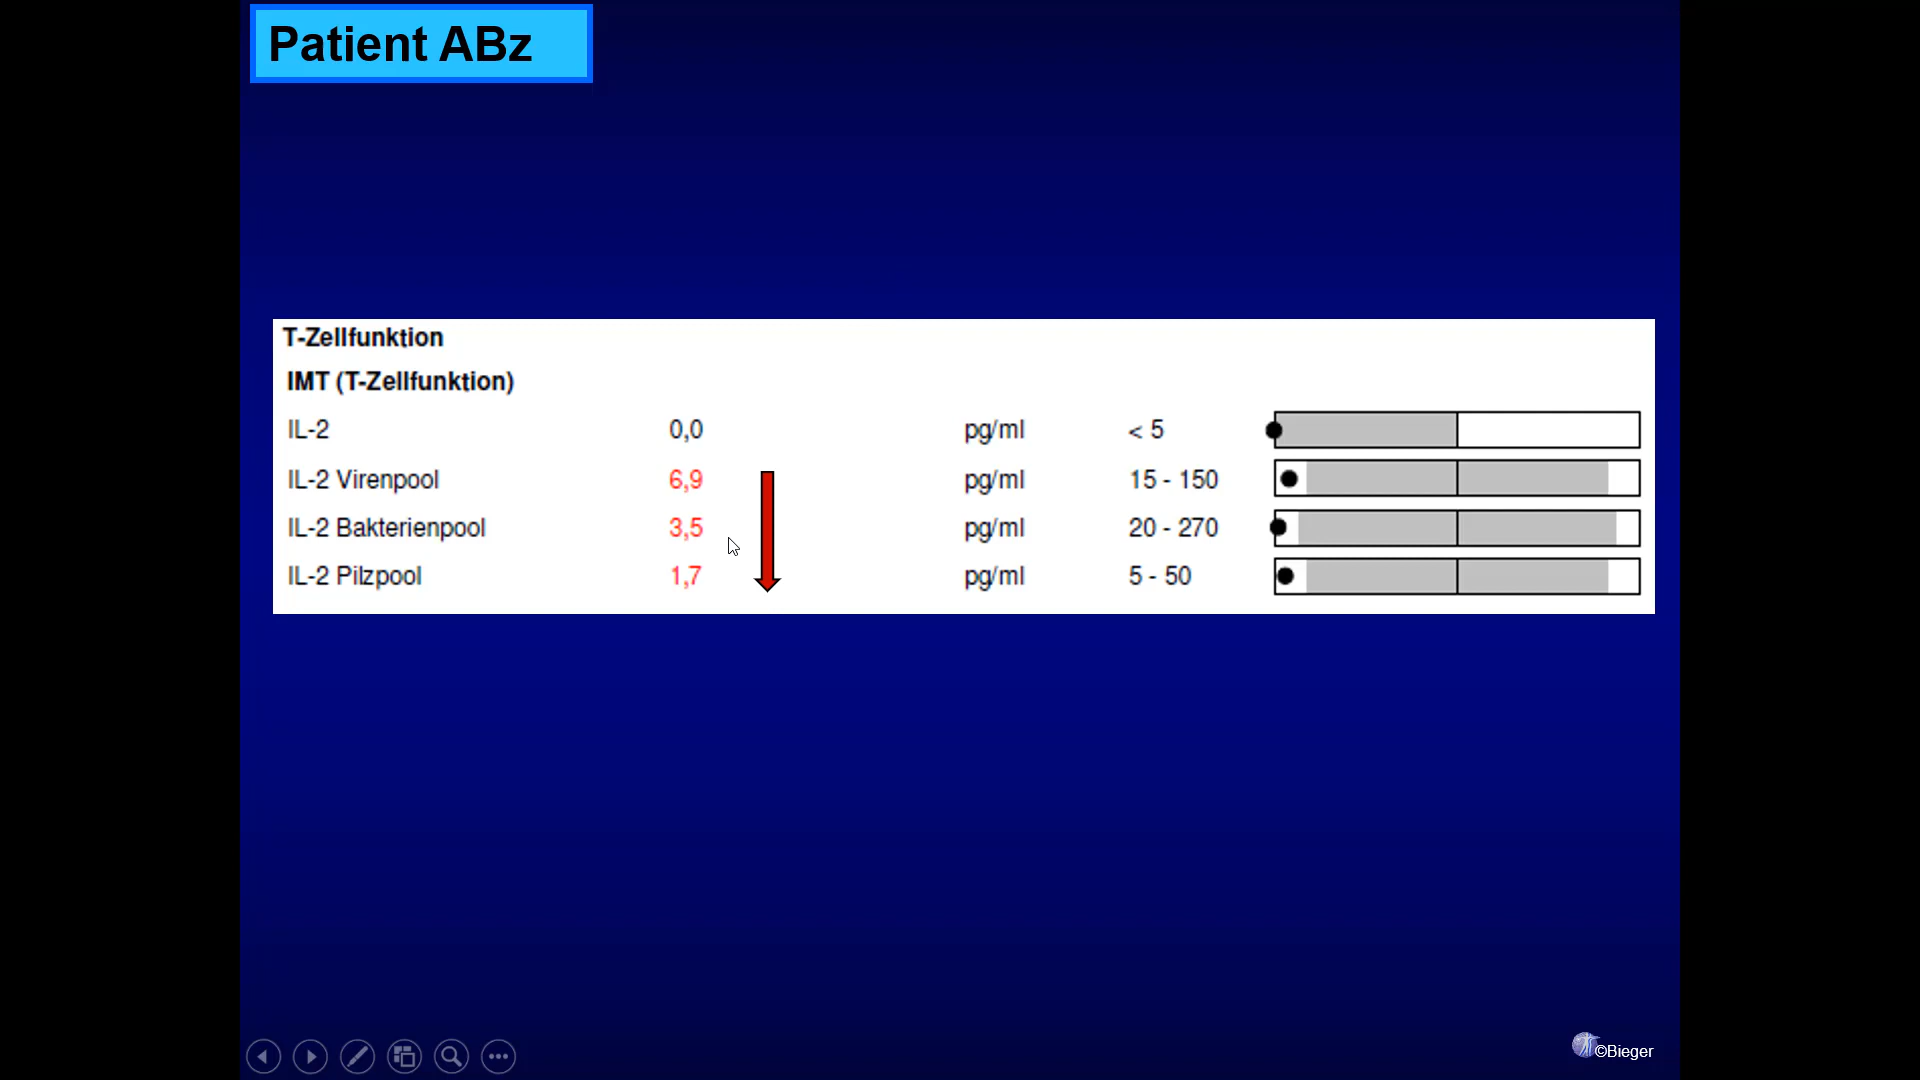 Patient ABz
T-Zellfunktion
IMT (T-Zellfunktion)
IL-2 0,0 pg/ml < 5
IL-2 Virenpool 6,9 pg/ml 15 - 150
IL-2 Bakterienpool 3,5 pg/ml 20 - 270
IL-2 Pilzpool 1,7 pg/ml 5 - 50
©Bieger